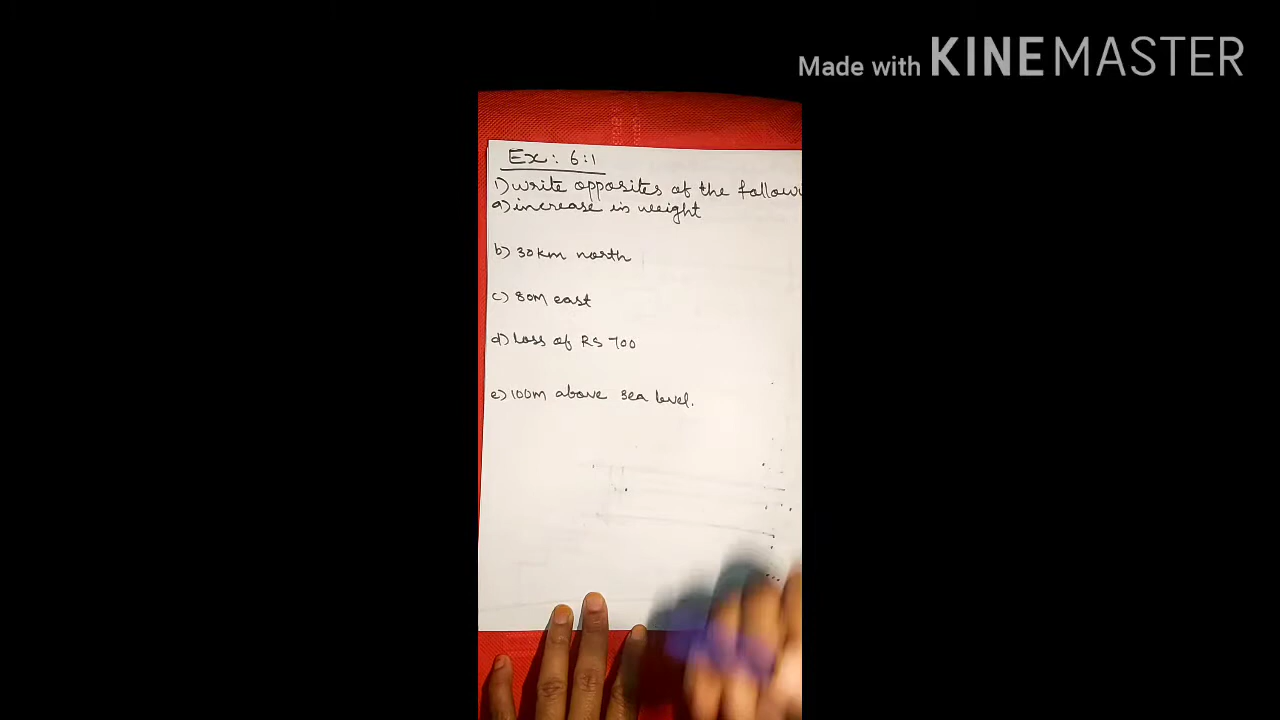 Made with KINEMASTER
Ex: 6:1
1) write opposites of the followi
a) increase in weight
b) 30km north
c) 80M east
d) loss of RS 700
e) 100M above sea level.